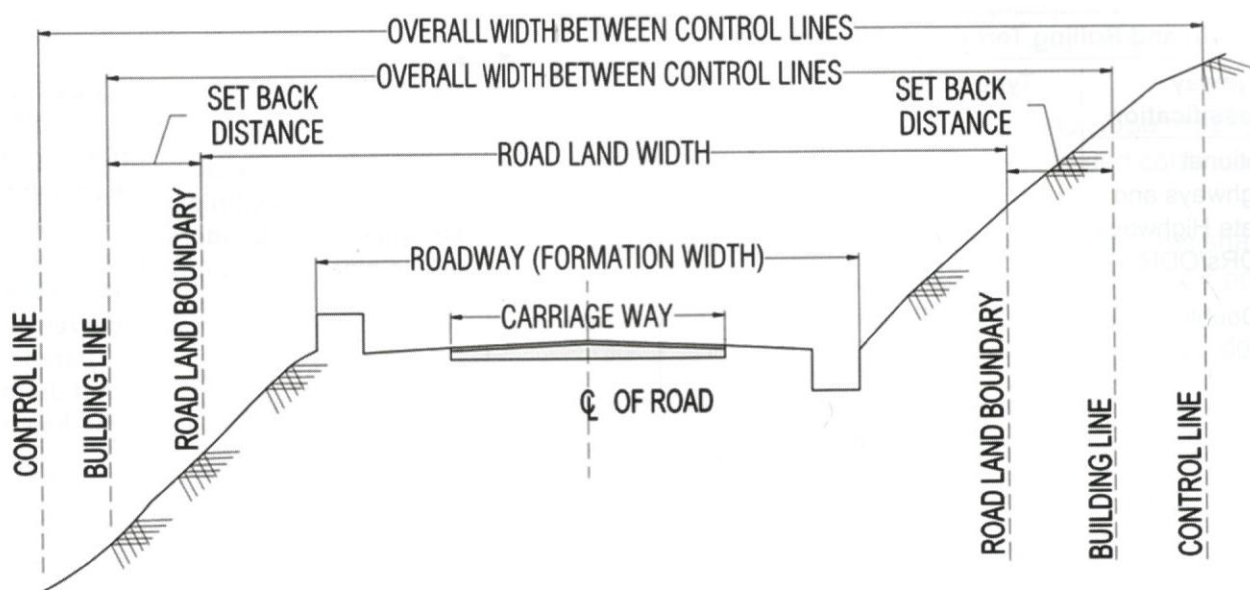 OVERALL WIDTH BETWEEN CONTROL LINES
OVERALL WIDTH BETWEEN CONTROL LINES
SET BACK
DISTANCE
SET BACK
DISTANCE
ROAD LAND WIDTH
ROADWAY (FORMATION WIDTH)
CARRIAGE WAY
℄ OF ROAD
CONTROL LINE
BUILDING LINE
ROAD LAND BOUNDARY
ROAD LAND BOUNDARY
BUILDING LINE
CONTROL LINE